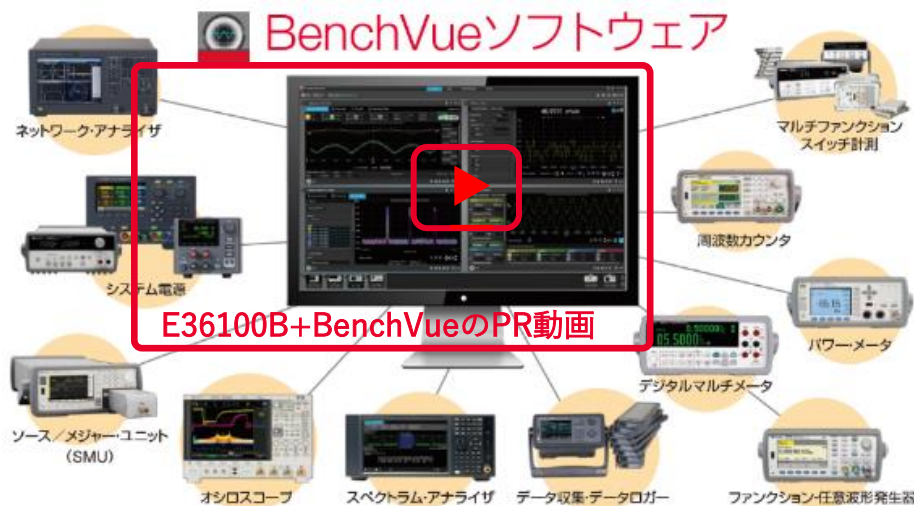 BenchVueソフトウェア
ネットワーク・アナライザ
マルチファンクション
スイッチ計測
周波数カウンタ
システム電源
E36100B+BenchVueのPR動画
パワー・メータ
デジタルマルチメータ
ソース／メジャー・ユニット
(SMU)
オシロスコープ
スペクトラム・アナライザ
データ収集・データロガー
ファンクション・任意波形発生器